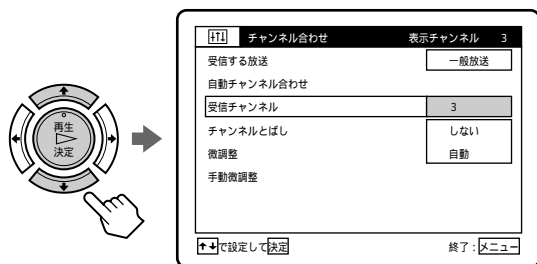 再生
決定
チャンネル合わせ 表示チャンネル 3
受信する放送 一般放送
自動チャンネル合わせ
受信チャンネル 3
チャンネルとばし しない
微調整 自動
手動微調整
で設定して決定 終了:メニュー